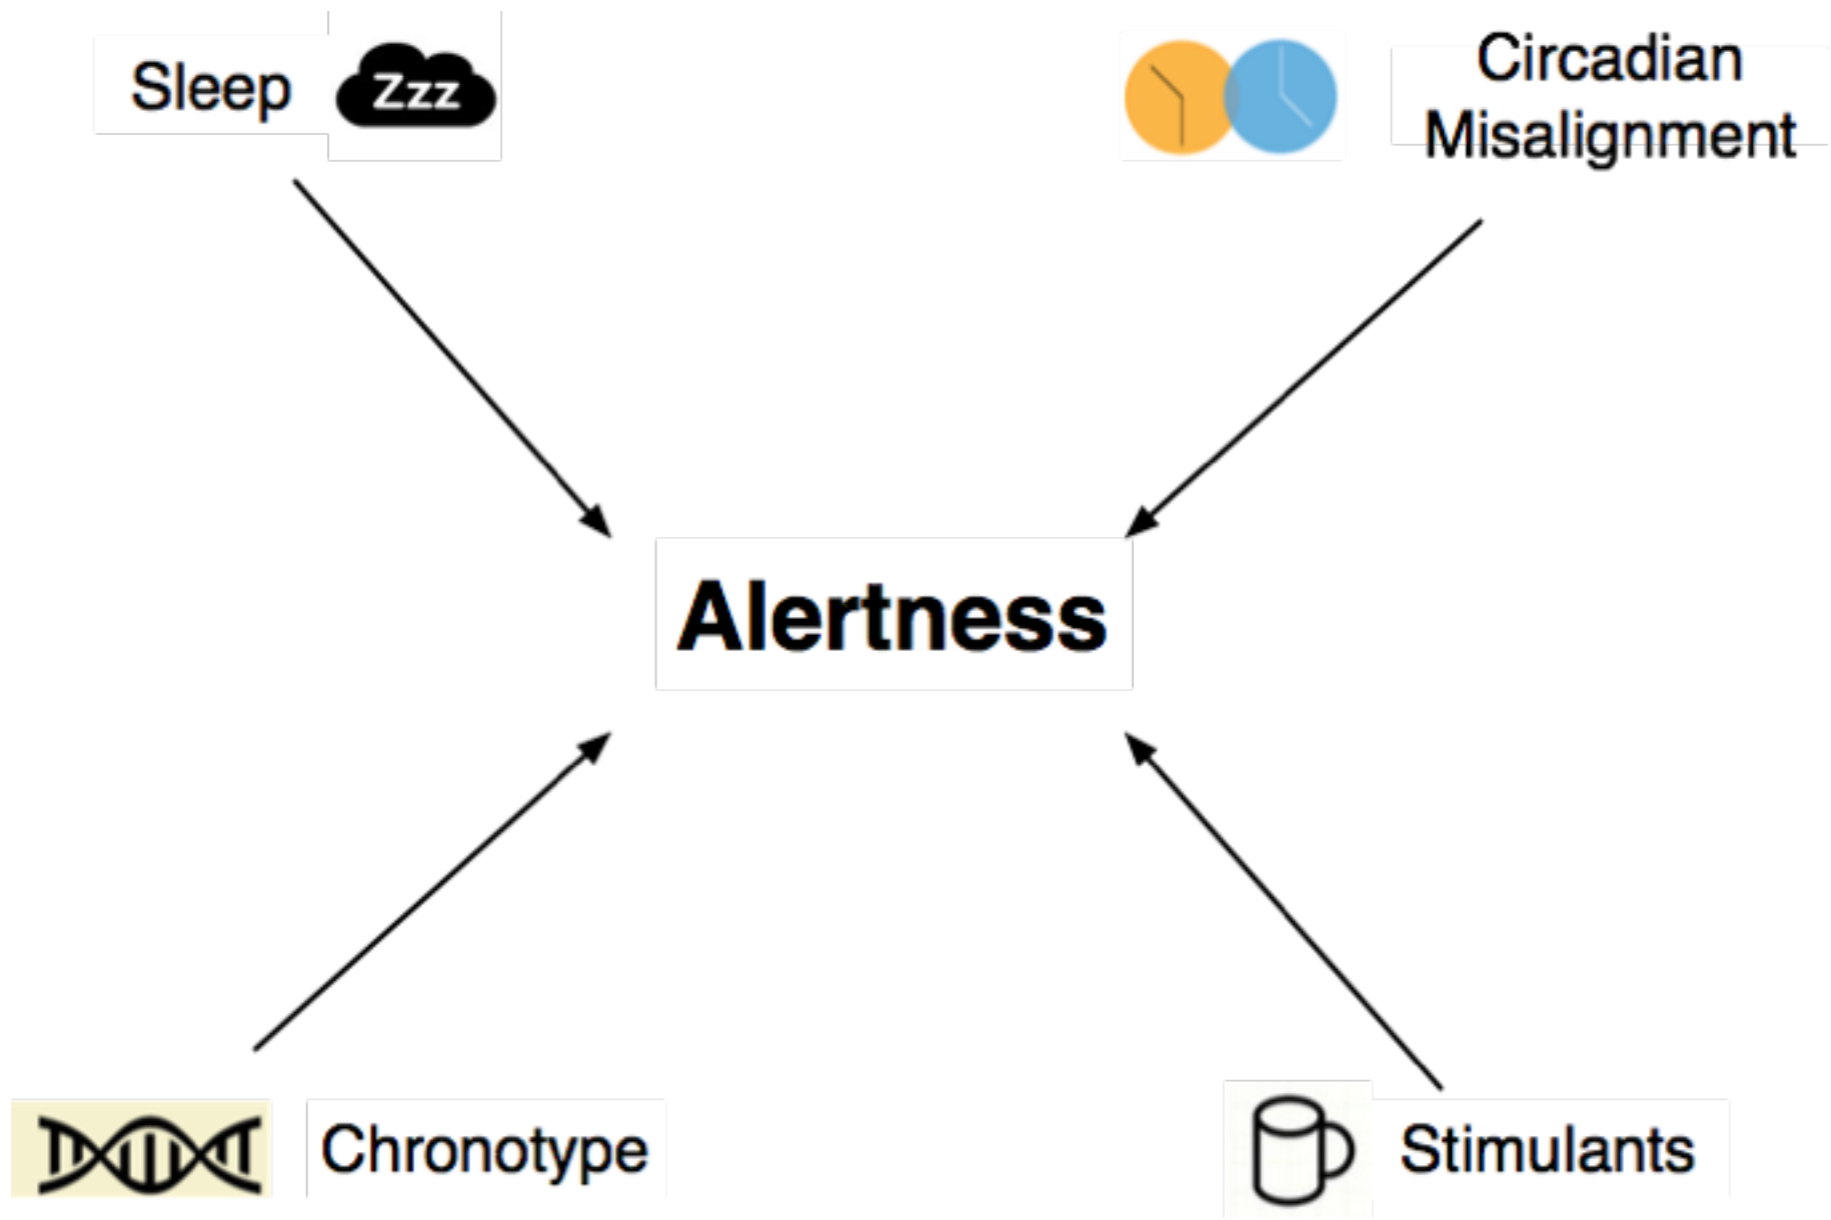 Sleep
Zzz
Circadian
Misalignment
Alertness
Chronotype
Stimulants